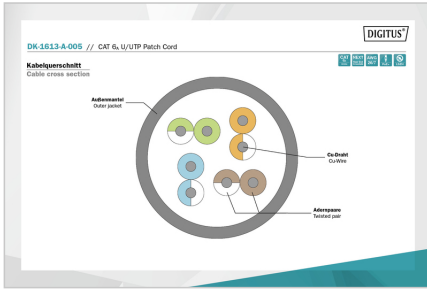 DIGITUS®
DK-1613-A-005 // CAT 6A U/UTP Patch Cord
Kabelquerschnitt
Cable cross section
Außenmantel
Outer jacket
Cu-Draht
Cu-Wire
Aderspaare
Twisted pair